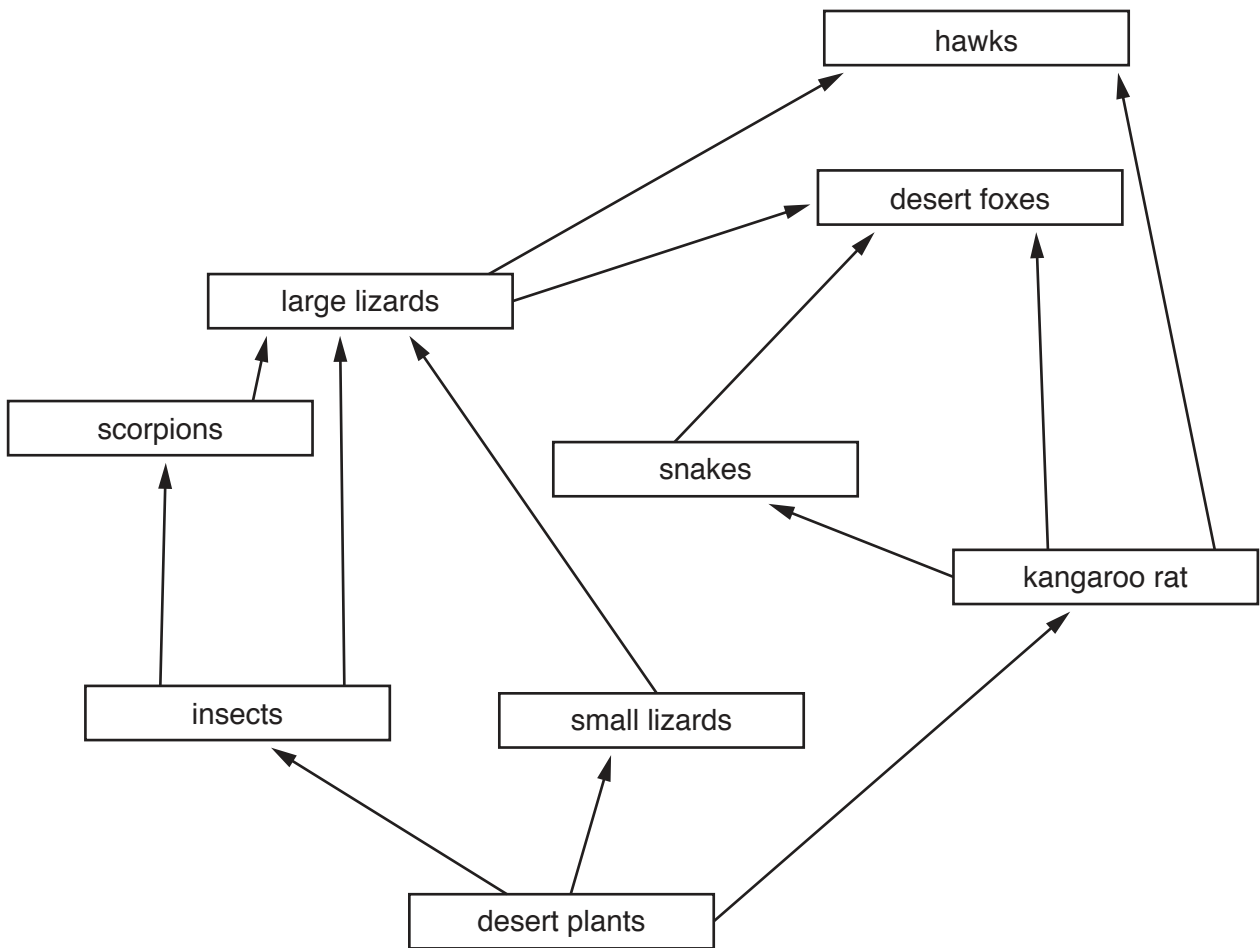 hawks
desert foxes
large lizards
scorpions
snakes
kangaroo rat
insects
small lizards
desert plants